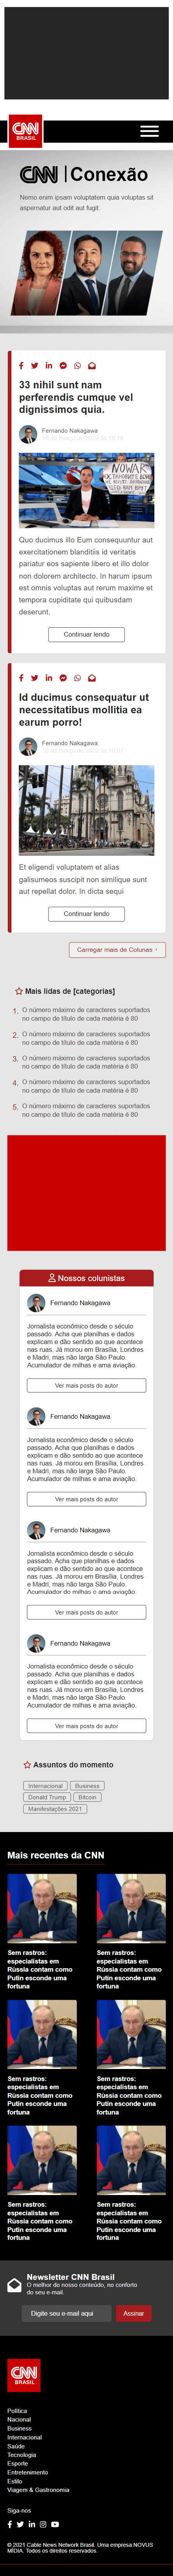 CNN
BRASIL
CNN Conexão
Nemo enim ipsam voluptatem quia voluptas sit
aspernatur aut odit aut fugit
33 nihil sunt nam
perferendis cumque vel
dignissimos quia.
Fernando Nakagawa
Quo ducimus illo Eum consequuntur aut
exercitationem blanditiis id veritatis
pariatur eos sapiente libero et illo dolor
non dolorem architecto. In harum ipsum
est omnis voluptas aut rerum maxime et
tempora cupiditate qui quibusdam
deserunt.
Continuar lendo
Id ducimus consequatur ut
necessitatibus mollitia ea
earum porro!
Fernando Nakagawa
Et eligendi voluptatem et alias
galisumeos suscipit non similique sunt
aut repellat dolor. In dicta sequi
Continuar lendo
Carregar mais de Colunas +
Mais lidas de [categorias]
1. O número máximo de caracteres suportados
no campo de título de cada matéria é 80
2. O número máximo de caracteres suportados
no campo de título de cada matéria é 80
3. O número máximo de caracteres suportados
no campo de título de cada matéria é 80
4. O número máximo de caracteres suportados
no campo e título de cada matéria é 80
5. O número máximo de caracteres suportados
no campo de título de cada matéria é 80
Nossos colunistas
Fernando Nakagawa
Jornalista econômico desde o século
passado. Acha que planilhas e dados
explicam e dão sentido ao que acontece
nas ruas. Já morou em Brasília, Londres
e Madri, mas não larga São Paulo.
Acumulador de milhas e ama aviação.
Ver mais posts do autor
Fernando Nakagawa
Jornalista econômico desde o século
passado. Acha que planilhas e dados
explicam e dão sentido ao que acontece
nas ruas. Já morou em Brasília, Londres
e Madri, mas não larga São Paulo.
Acumulador de milhas e ama aviação.
Ver mais posts do autor
Fernando Nakagawa
Jornalista econômico desde o século
passado. Acha que planilhas e dados
explicam e dão sentido ao que acontece
nas ruas. Já morou em Brasília, Londres
e Madri, mas não larga São Paulo.
Acumulador de milhas e ama aviação.
Ver mais posts do autor
Fernando Nakagawa
Jornalista econômico desde o século
passado. Acha que planilhas e dados
explicam e dão sentido ao que acontece
nas ruas. Já morou em Brasília, Londres
e Madri, mas não larga São Paulo.
Acumulador de milhas e ama aviação.
Ver mais posts do autor
Assuntos do momento
Internacional Business
Donald Trump Bitcoin
Manifestações 2021
Mais recentes da CNN
Sem rastros:
especialistas em
Rússia contam como
Putin esconde uma
fortuna
Sem rastros:
especialistas em
Rússia contam como
Putin esconde uma
fortuna
Sem rastros:
especialistas em
Rússia contam como
Putin esconde uma
fortuna
Sem rastros:
especialistas em
Rússia contam como
Putin esconde uma
fortuna
Sem rastros:
especialistas em
Rússia contam como
Putin esconde uma
fortuna
Sem rastros:
especialistas em
Rússia contam como
Putin esconde uma
fortuna
Newsletter CNN Brasil
O melhor do nosso conteúdo, no conforto
do seu e-mail.
Digite seu e-mail aqui
Assinar
CNN
BRASIL
Política
Nacional
Business
Internacional
Saúde
Tecnologia
Esporte
Entretenimento
Estilo
Viagem & Gastronomia
Siga-nos
© 2021 Cable News Network Brasil. Uma empresa NOVUS
MÍDIA. Todos os direitos reservados.